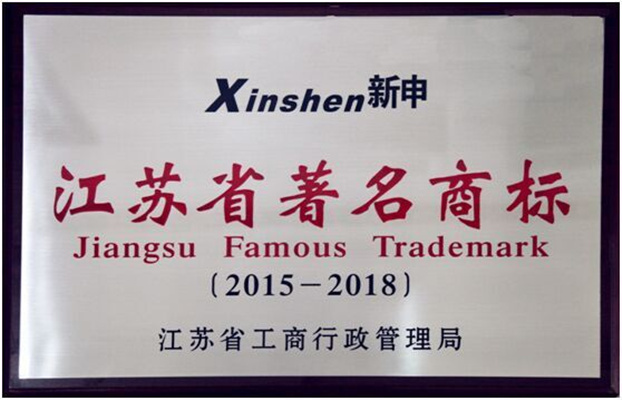 Xinshen新申
江苏省著名商标
Jiangsu Famous Trademark
(2015-2018)
江苏省工商行政管理局